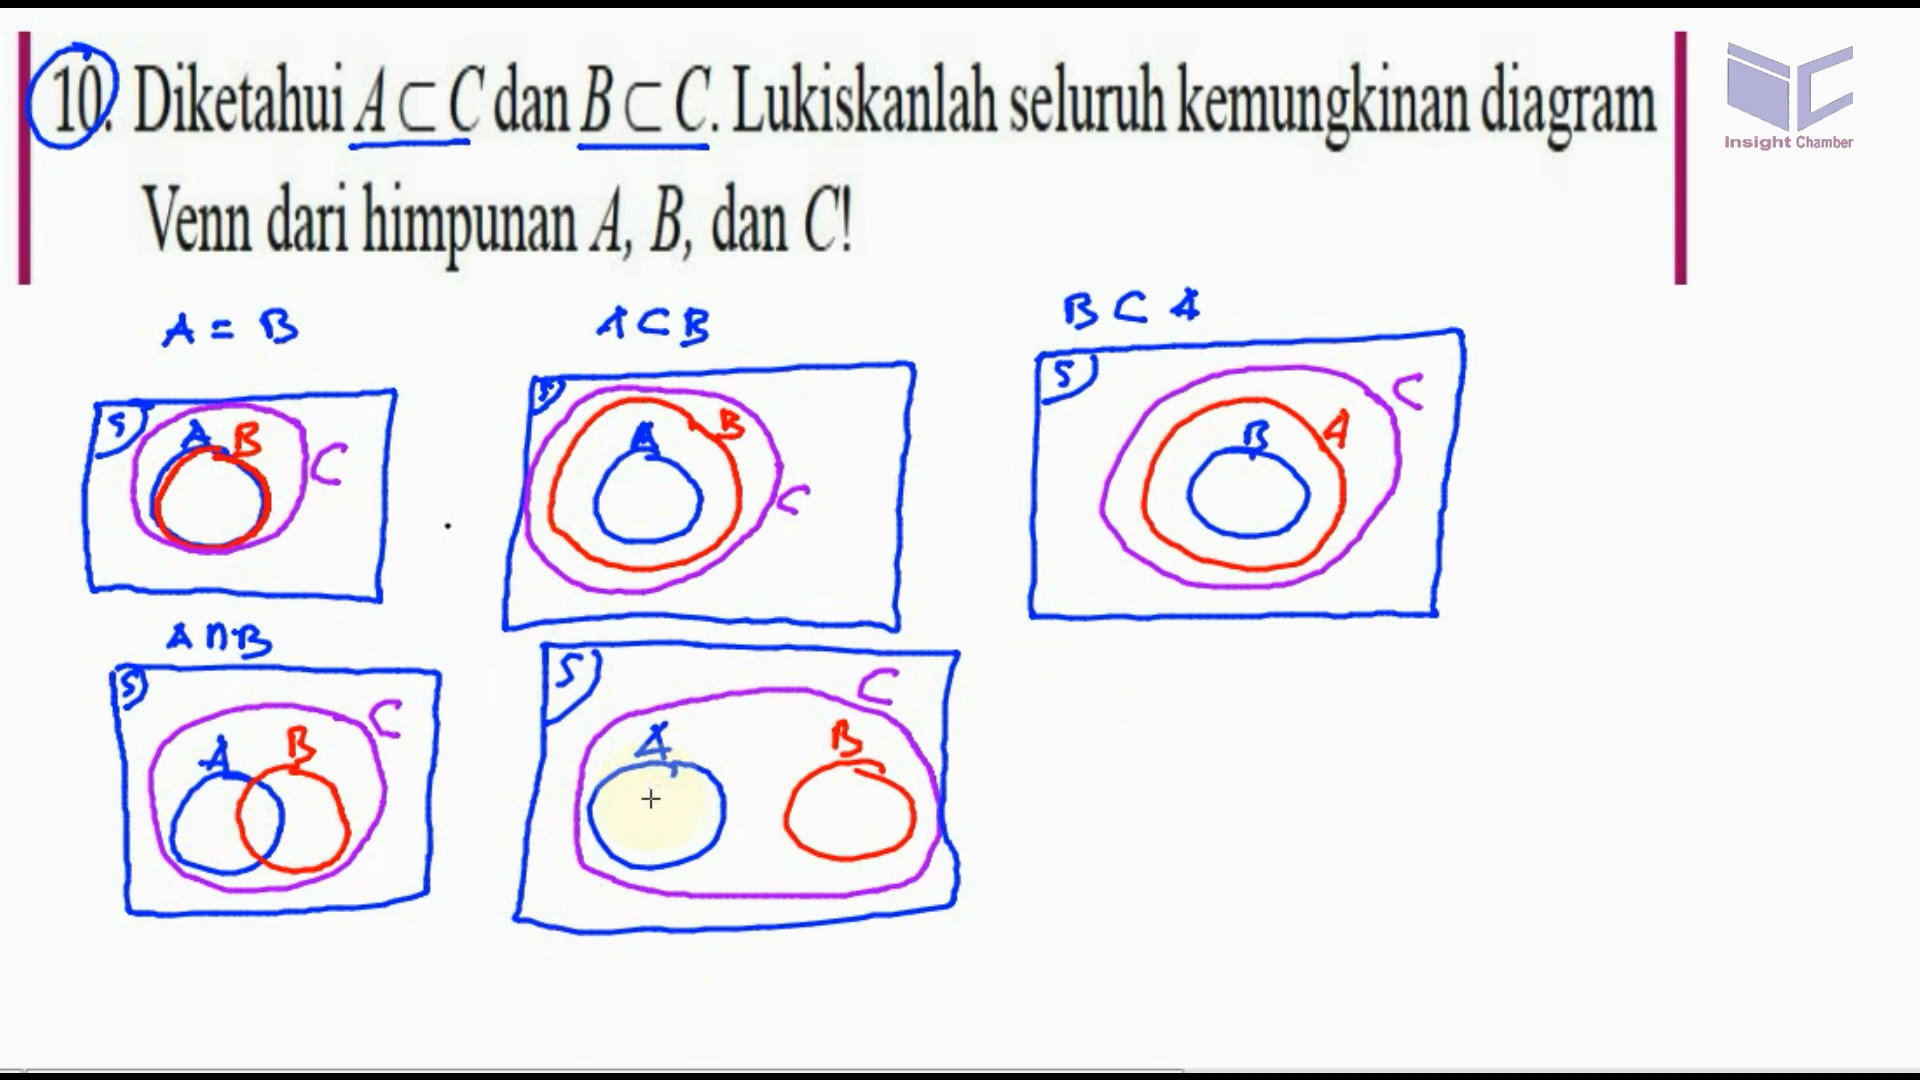 10. Diketahui A ⊂ C dan B ⊂ C. Lukiskanlah seluruh kemungkinan diagram
Venn dari himpunan A, B, dan C!
Insight Chamber
A = B
A ⊂ B
B ⊂ A
S
A
B
C
S
A
B
C
S
B
A
C
A ∩ B
S
A
B
C
S
A
B
C